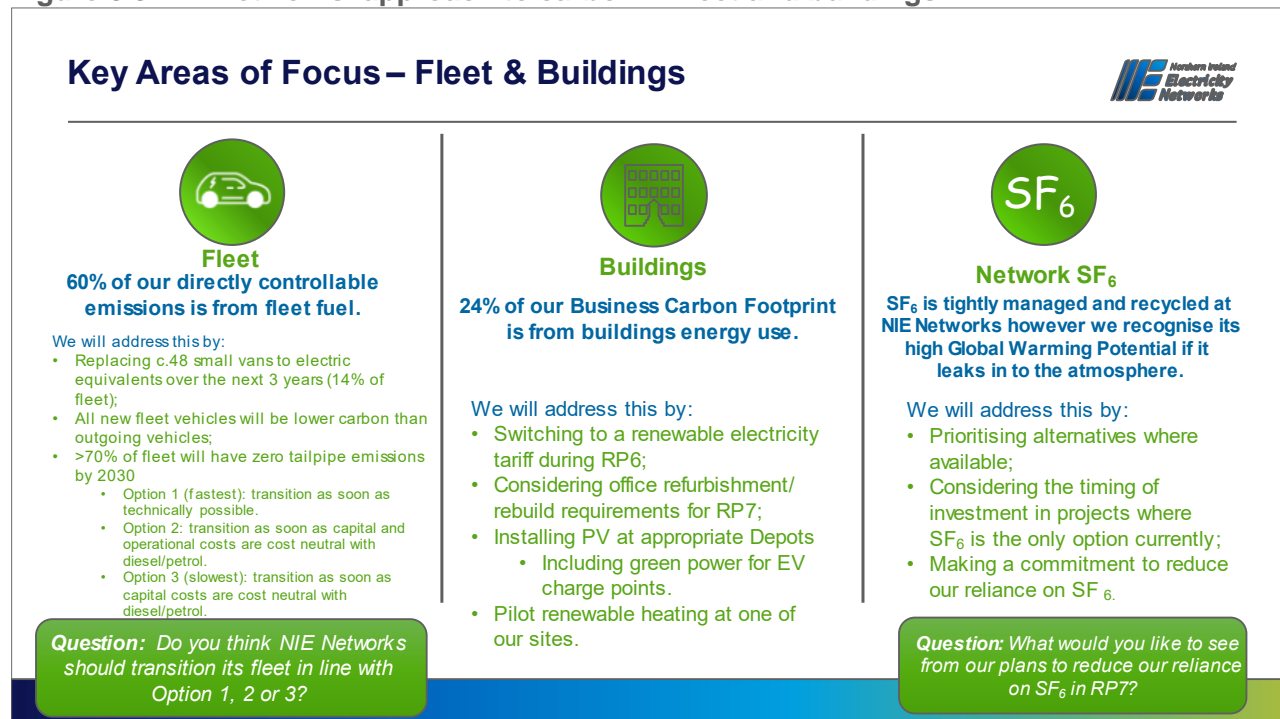 Key Areas of Focus – Fleet & Buildings
Northern Ireland
Electricity
Networks
Fleet
60% of our directly controllable
emissions is from fleet fuel.
We will address this by:
• Replacing c.48 small vans to electric
equivalents over the next 3 years (14% of
fleet);
• All new fleet vehicles will be lower carbon than
outgoing vehicles;
• >70% of fleet will have zero tailpipe emissions
by 2030
• Option 1 (fastest): transition as soon as
technically possible.
• Option 2: transition as soon as capital and
operational costs are cost neutral with
diesel/petrol.
• Option 3 (slowest): transition as soon as
capital costs are cost neutral with
diesel/petrol.
Question: Do you think NIE Networks
should transition its fleet in line with
Option 1, 2 or 3?
Buildings
24% of our Business Carbon Footprint
is from buildings energy use.
We will address this by:
• Switching to a renewable electricity
tariff during RP6;
• Considering office refurbishment/
rebuild requirements for RP7;
• Installing PV at appropriate Depots
• Including green power for EV
charge points.
• Pilot renewable heating at one of
our sites.
SF6
Network SF6
SF6 is tightly managed and recycled at
NIE Networks however we recognise its
high Global Warming Potential if it
leaks in to the atmosphere.
We will address this by:
• Prioritising alternatives where
available;
• Considering the timing of
investment in projects where
SF6 is the only option currently;
• Making a commitment to reduce
our reliance on SF 6.
Question: What would you like to see
from our plans to reduce our reliance
on SF6 in RP7?